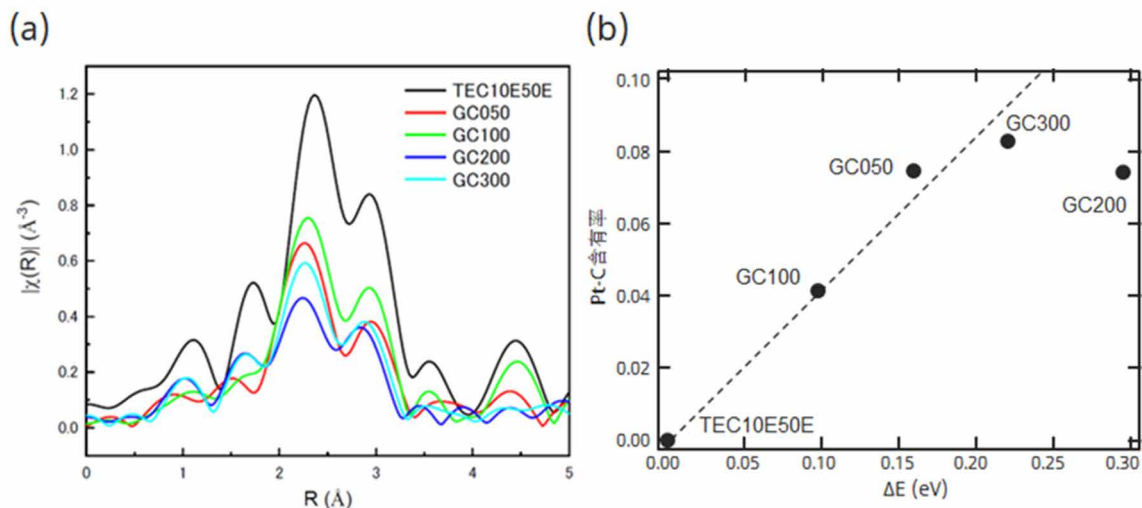 (a)
1.2
1.0
0.8
0.6
0.4
0.2
0.0
|χ(R)| (Å⁻³)
TEC10E50E
GC050
GC100
GC200
GC300
0
1
2
3
4
5
R (Å)
(b)
0.10
0.08
0.06
0.04
0.02
0.00
Pt-C含有率
GC300
GC050
GC200
GC100
TEC10E50E
0.00
0.05
0.10
0.15
0.20
0.25
0.30
ΔE (eV)